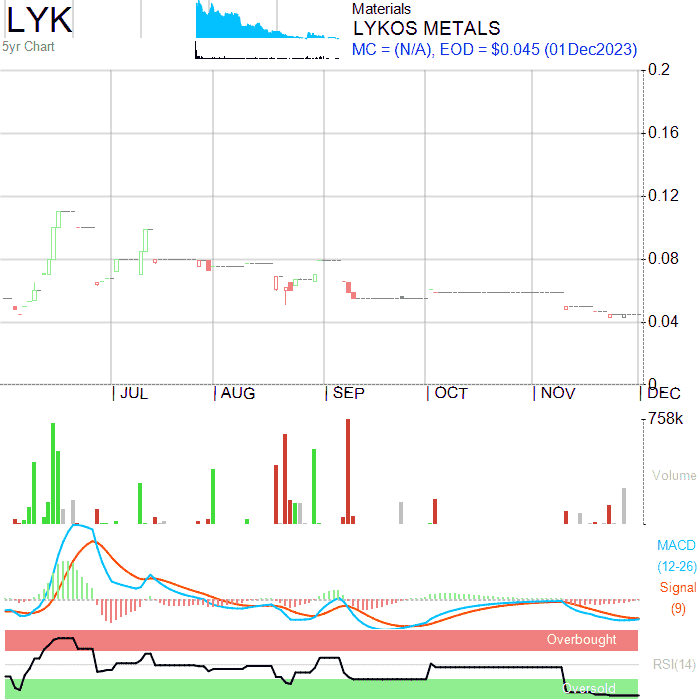 LYK
5yr Chart
Materials
LYKOS METALS
MC = (N/A), EOD = $0.045 (01Dec2023)
0.2
0.16
0.12
0.08
0.04
0
JUL
AUG
SEP
OCT
NOV
DEC
758k
Volume
MACD
(12-26)
Signal
(9)
Overbought
RSI(14)
Oversold